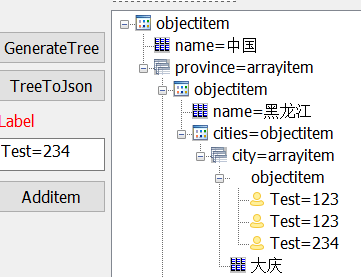 GenerateTree
TreeToJson
Label
Test=234
Additem
objectitem
name=中国
province=arrayitem
objectitem
name=黑龙江
cities=objectitem
city=arrayitem
objectitem
Test=123
Test=123
Test=234
大庆